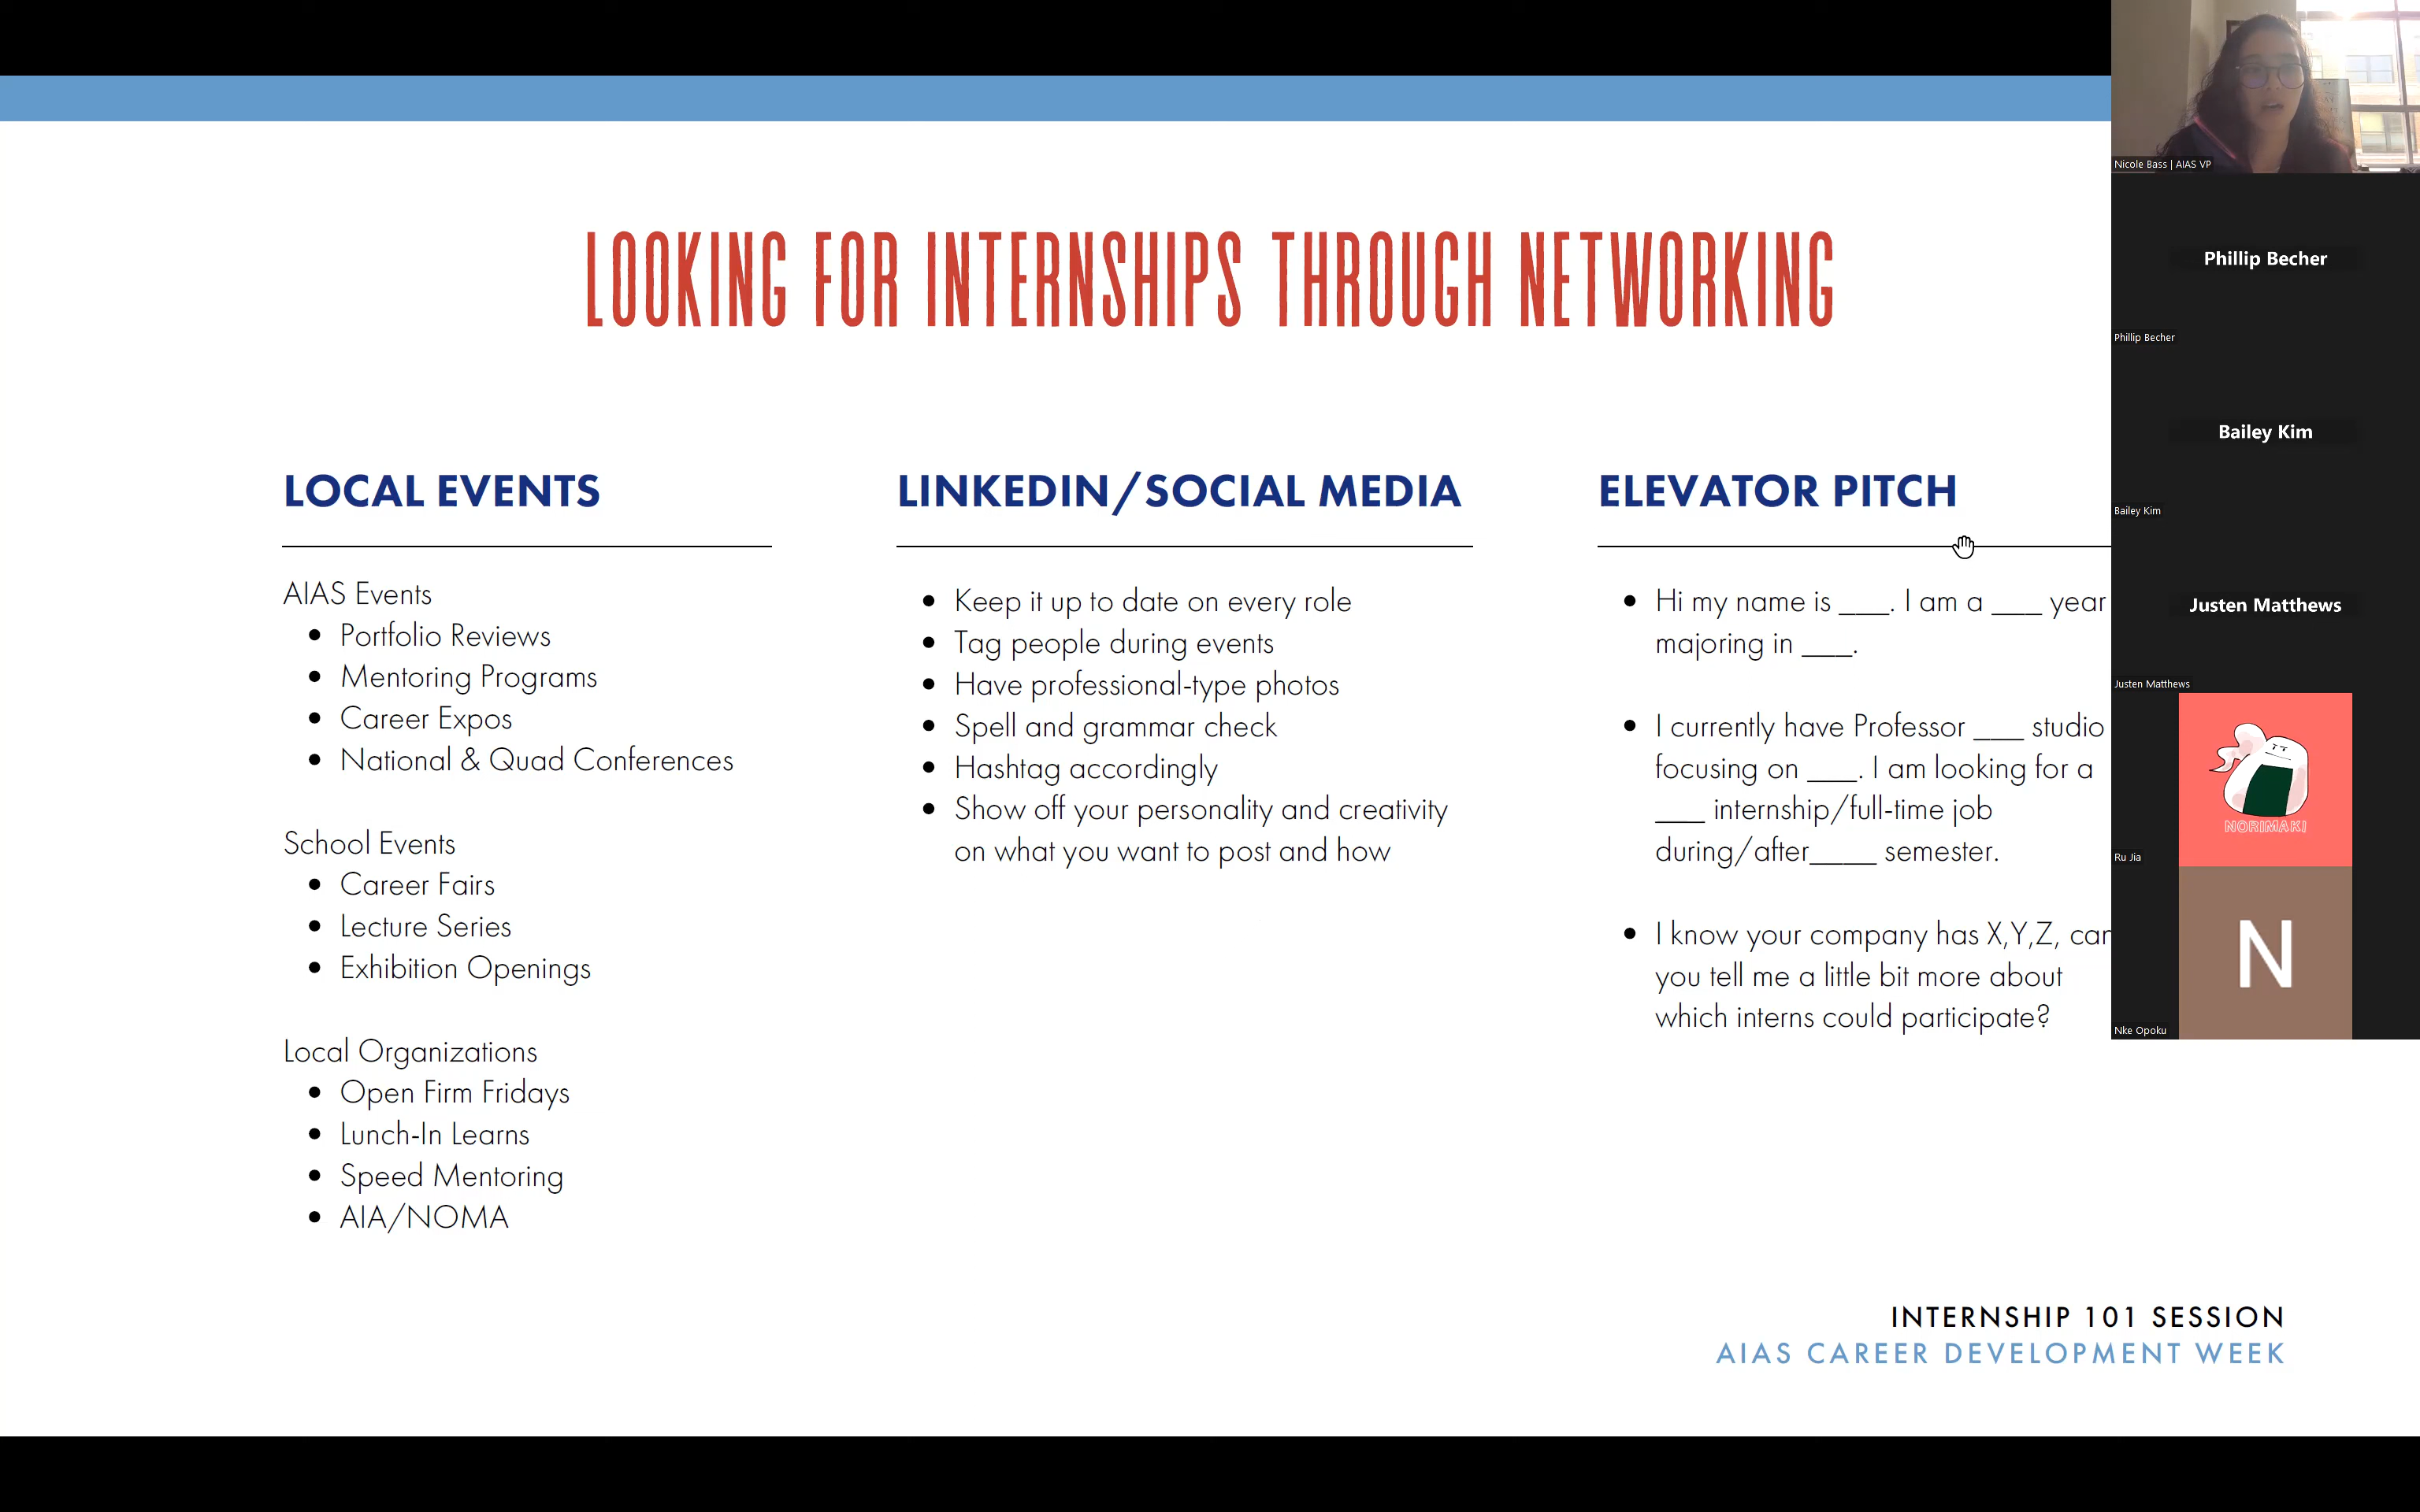 LOOKING FOR INTERNSHIPS THROUGH NETWORKING
LOCAL EVENTS
AIAS Events
Portfolio Reviews
Mentoring Programs
Career Expos
National & Quad Conferences
School Events
Career Fairs
Lecture Series
Exhibition Openings
Local Organizations
Open Firm Fridays
Lunch-In Learns
Speed Mentoring
AIA/NOMA
LINKEDIN/SOCIAL MEDIA
Keep it up to date on every role
Tag people during events
Have professional-type photos
Spell and grammar check
Hashtag accordingly
Show off your personality and creativity
on what you want to post and how
ELEVATOR PITCH
Hi my name is ___. I am a ___ year
majoring in ___.
I currently have Professor ___ studio
focusing on ___. I am looking for a
___ internship/full-time job
during/after____ semester.
I know your company has X,Y,Z, can
you tell me a little bit more about
which interns could participate?
INTERNSHIP 101 SESSION
AIAS CAREER DEVELOPMENT WEEK
Nicole Bass | AIAS VP
Phillip Becher
Phillip Becher
Bailey Kim
Bailey Kim
Justen Matthews
Justen Matthews
NORIMAKI
Ru Jia
N
Nke Opoku